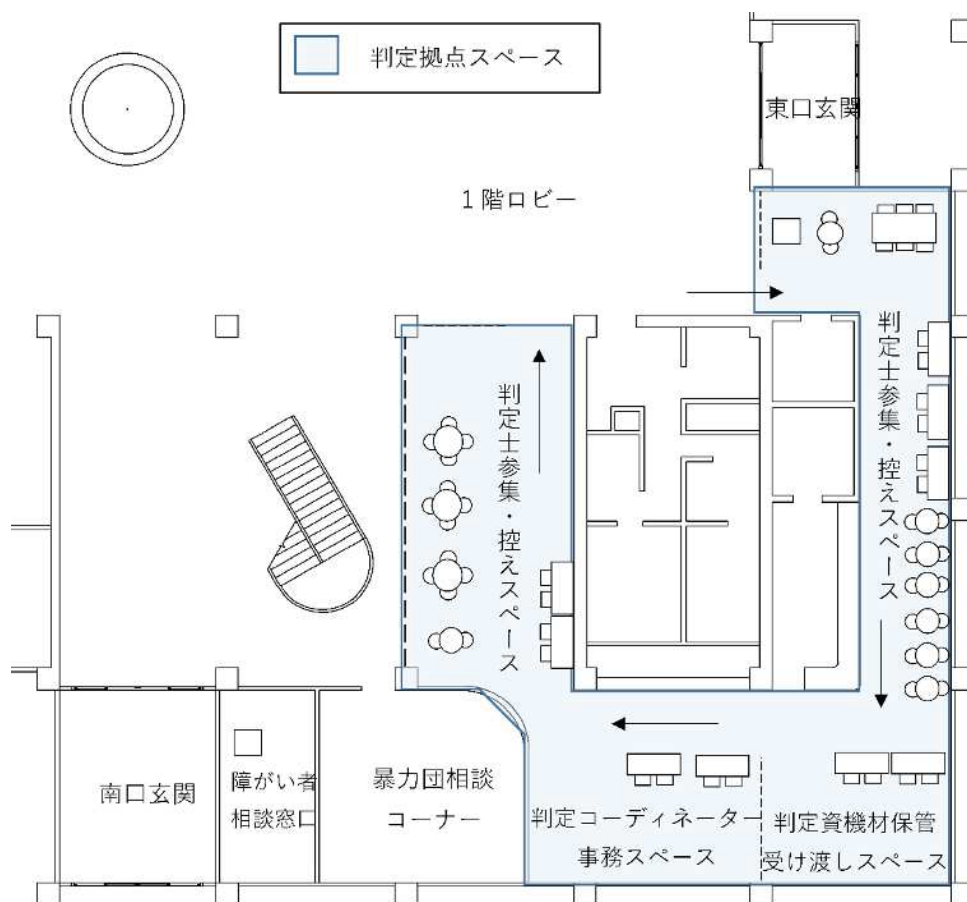 判定拠点スペース
東口玄関
1階ロビー
判定士参集・控えスペース
判定士参集・控えスペース
南口玄関
障がい者
相談窓口
暴力団相談
コーナー
判定コーディネーター
事務スペース
判定資機材保管
受け渡しスペース